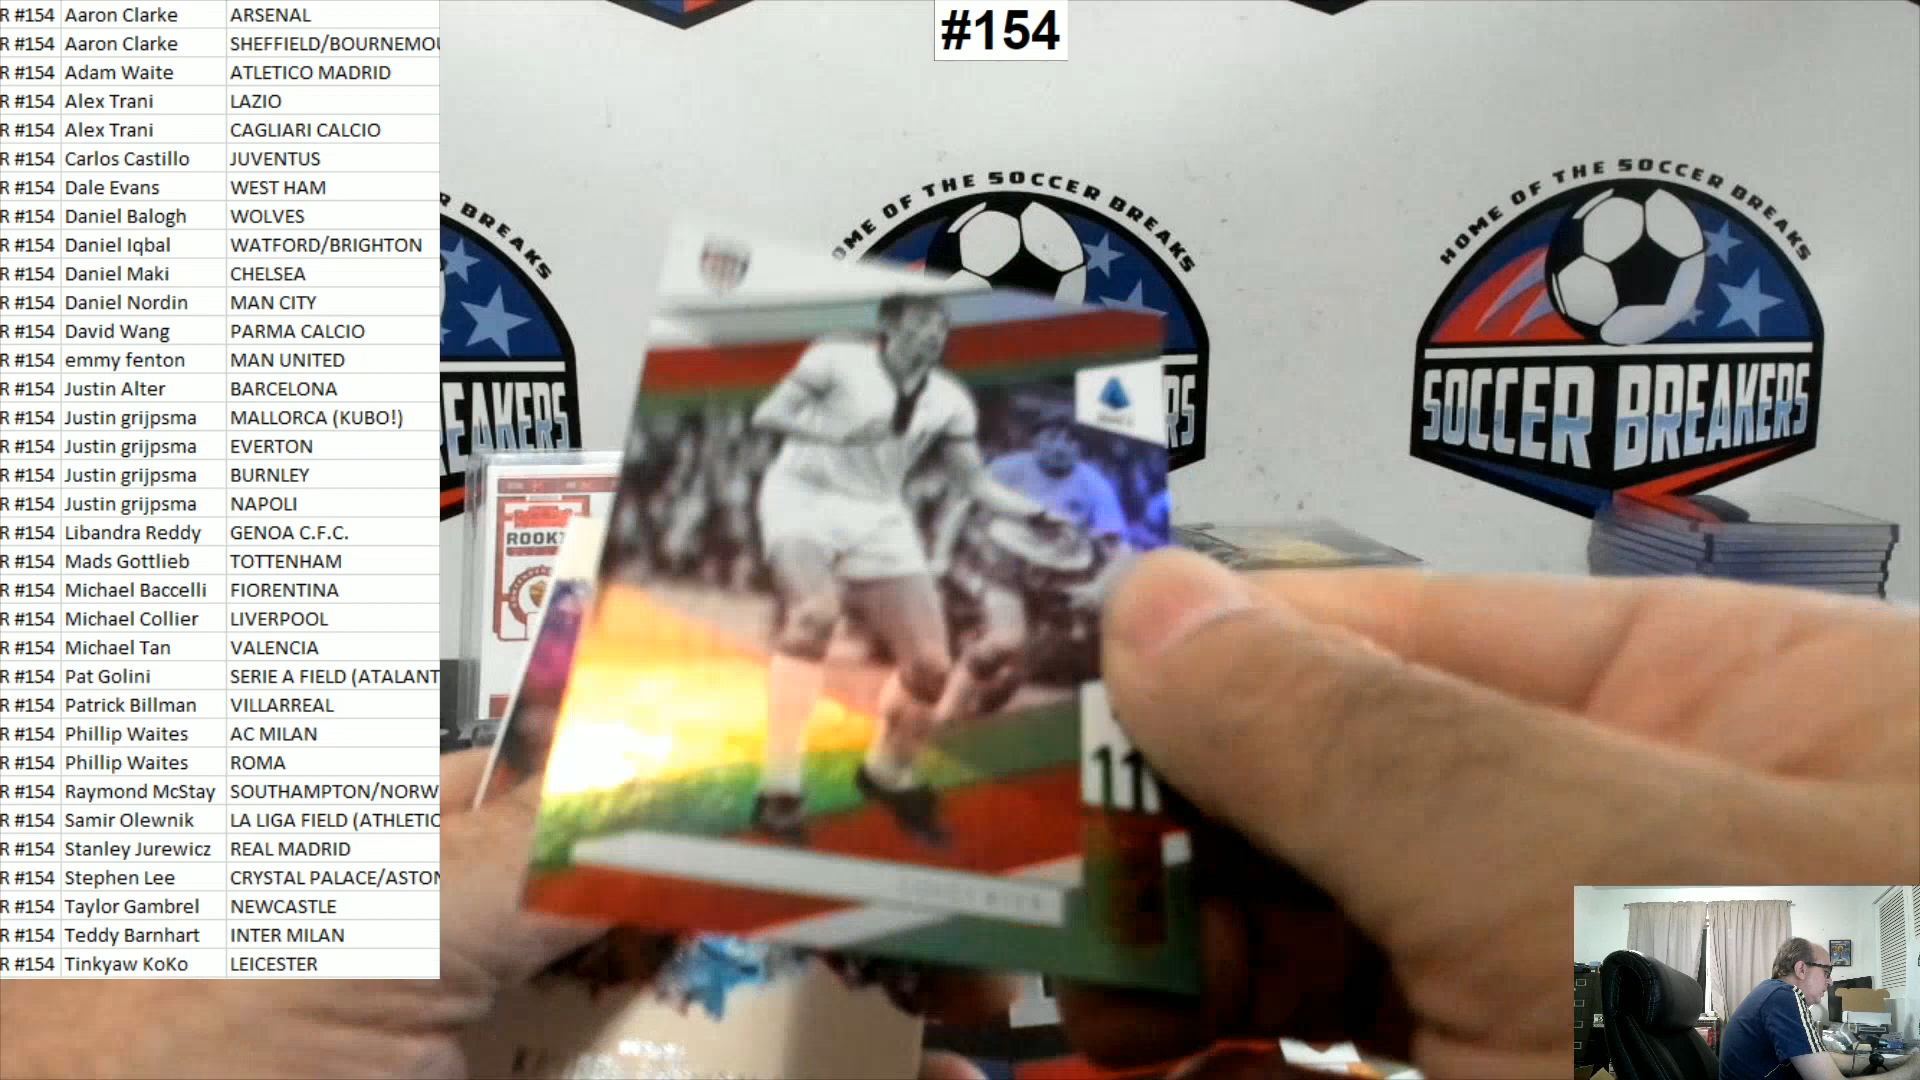 #154
R #154 Aaron Clarke ARSENAL
R #154 Aaron Clarke SHEFFIELD/BOURNEMOU
R #154 Adam Waite ATLETICO MADRID
R #154 Alex Trani LAZIO
R #154 Alex Trani CAGLIARI CALCIO
R #154 Carlos Castillo JUVENTUS
R #154 Dale Evans WEST HAM
R #154 Daniel Balogh WOLVES
R #154 Daniel Iqbal WATFORD/BRIGHTON
R #154 Daniel Maki CHELSEA
R #154 Daniel Nordin MAN CITY
R #154 David Wang PARMA CALCIO
R #154 emmy fenton MAN UNITED
R #154 Justin Alter BARCELONA
R #154 Justin grijpsma MALLORCA (KUBO!)
R #154 Justin grijpsma EVERTON
R #154 Justin grijpsma BURNLEY
R #154 Justin grijpsma NAPOLI
R #154 Libandra Reddy GENOA C.F.C.
R #154 Mads Gottlieb TOTTENHAM
R #154 Michael Baccelli FIORENTINA
R #154 Michael Collier LIVERPOOL
R #154 Michael Tan VALENCIA
R #154 Pat Golini SERIE A FIELD (ATALANT
R #154 Patrick Billman VILLARREAL
R #154 Phillip Waites AC MILAN
R #154 Phillip Waites ROMA
R #154 Raymond McStay SOUTHAMPTON/NORW
R #154 Samir Olewnik LA LIGA FIELD (ATHLETIC
R #154 Stanley Jurewicz REAL MADRID
R #154 Stephen Lee CRYSTAL PALACE/ASTON
R #154 Taylor Gambrel NEWCASTLE
R #154 Teddy Barnhart INTER MILAN
R #154 Tinkyaw KoKo LEICESTER
R BREAKS
EAKERS
OME OF THE SOCCER BREAKS
RS
HOME OF THE SOCCER BREAKS
SOCCER BREAKERS
ROOK
11